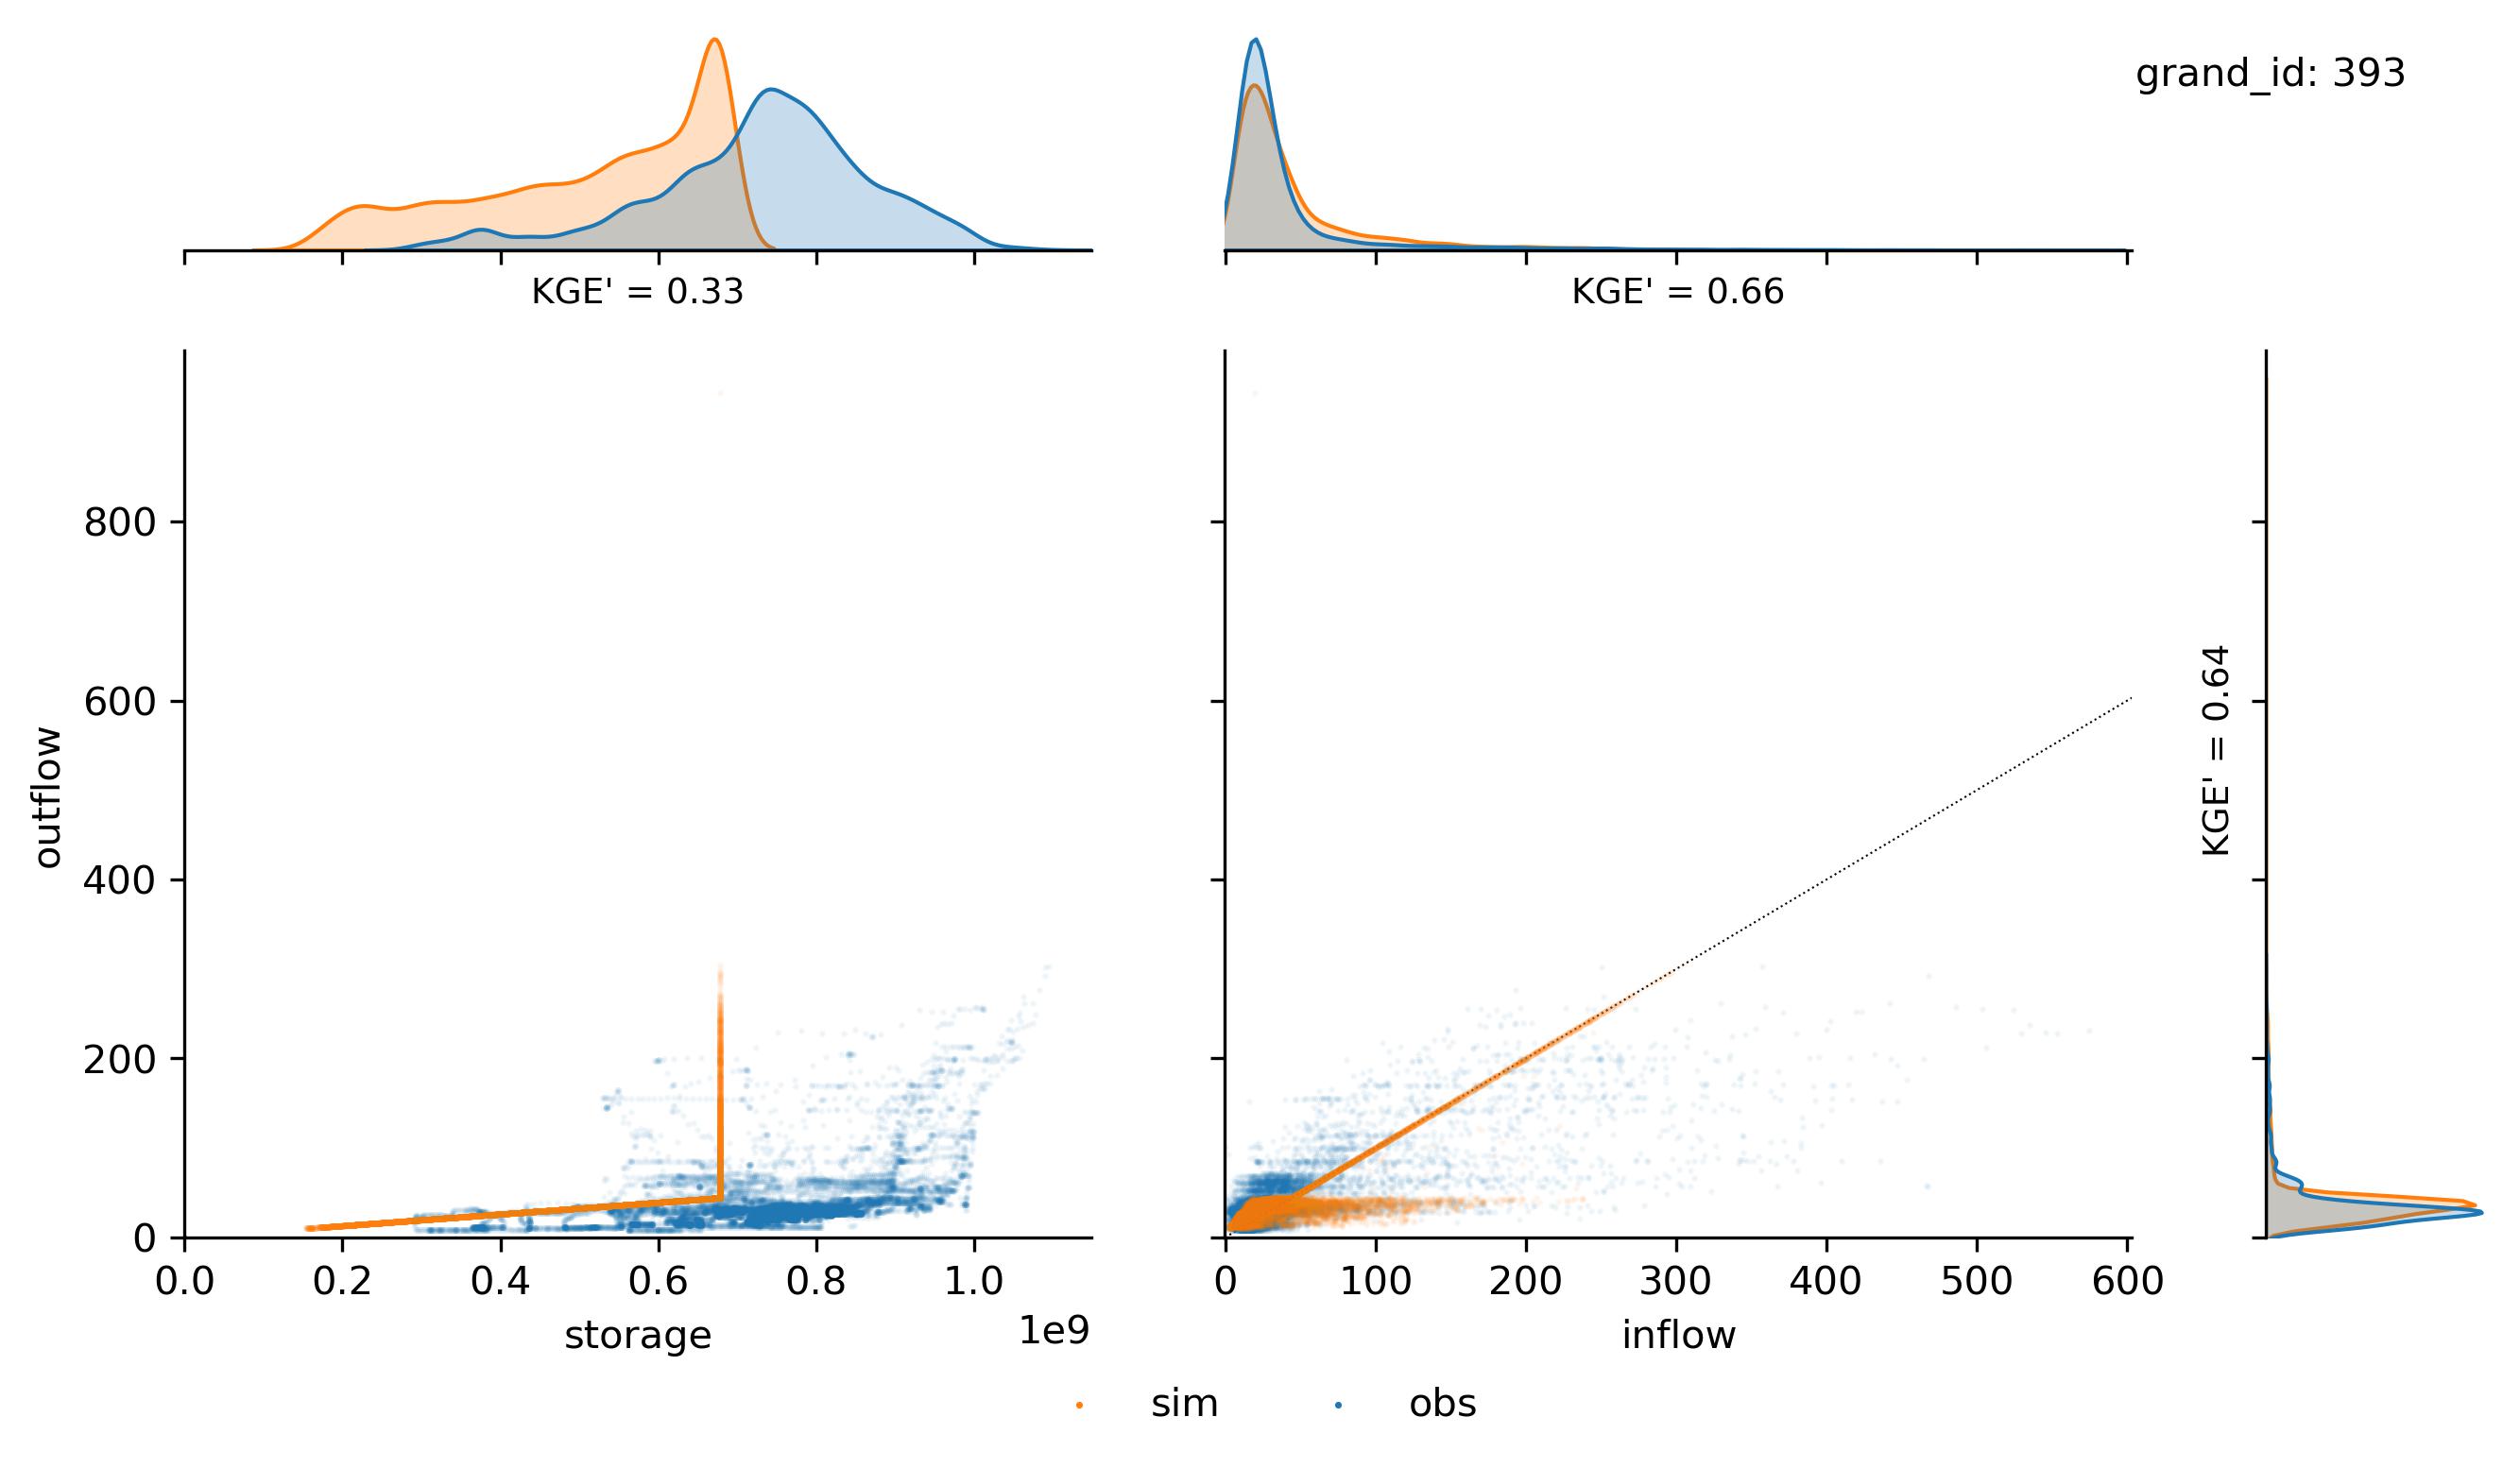 grand_id: 393
KGE' = 0.33
KGE' = 0.66
outflow
800
600
400
200
0
KGE' = 0.64
0.0 0.2 0.4 0.6 0.8 1.0
1e9
storage
0 100 200 300 400 500 600
inflow
sim obs